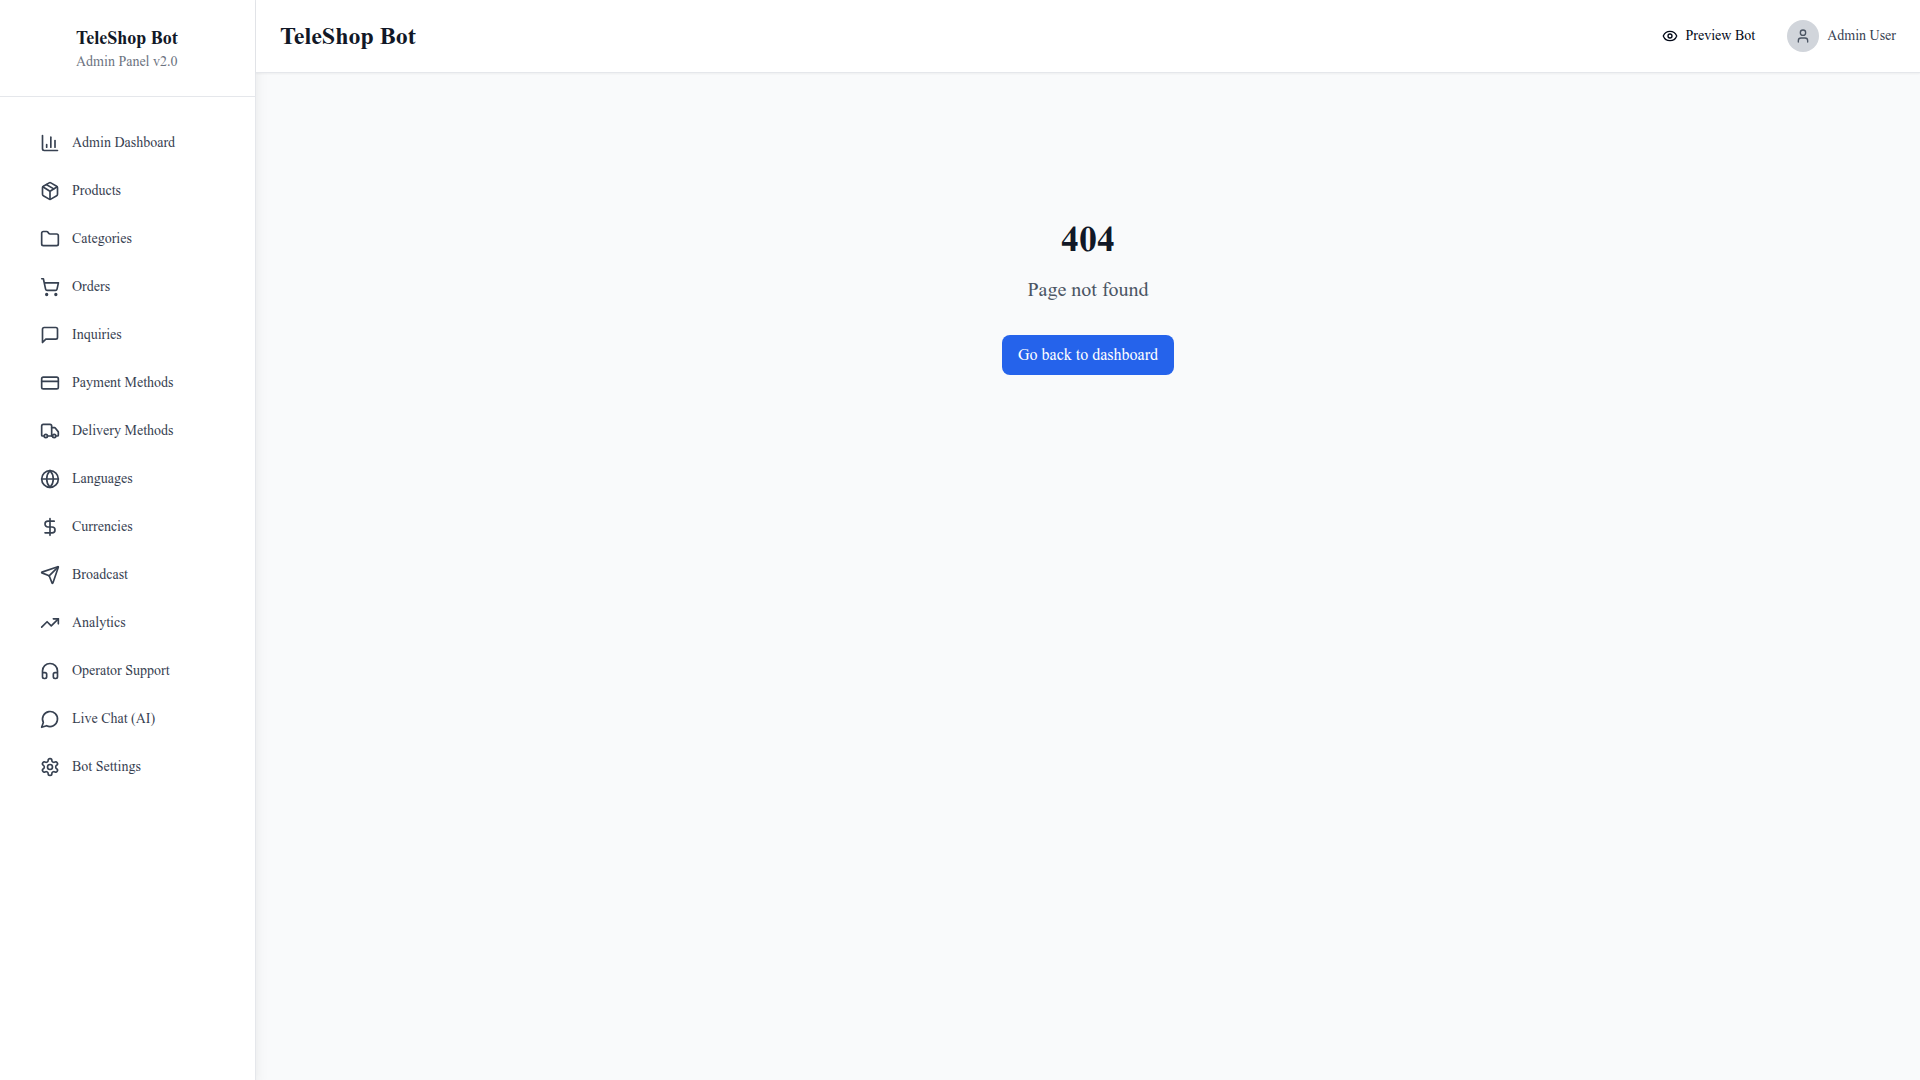 TeleShop Bot
Admin Panel v2.0
Admin Dashboard
Products
Categories
Orders
Inquiries
Payment Methods
Delivery Methods
Languages
Currencies
Broadcast
Analytics
Operator Support
Live Chat (AI)
Bot Settings
TeleShop Bot
Preview Bot
Admin User
404
Page not found
Go back to dashboard